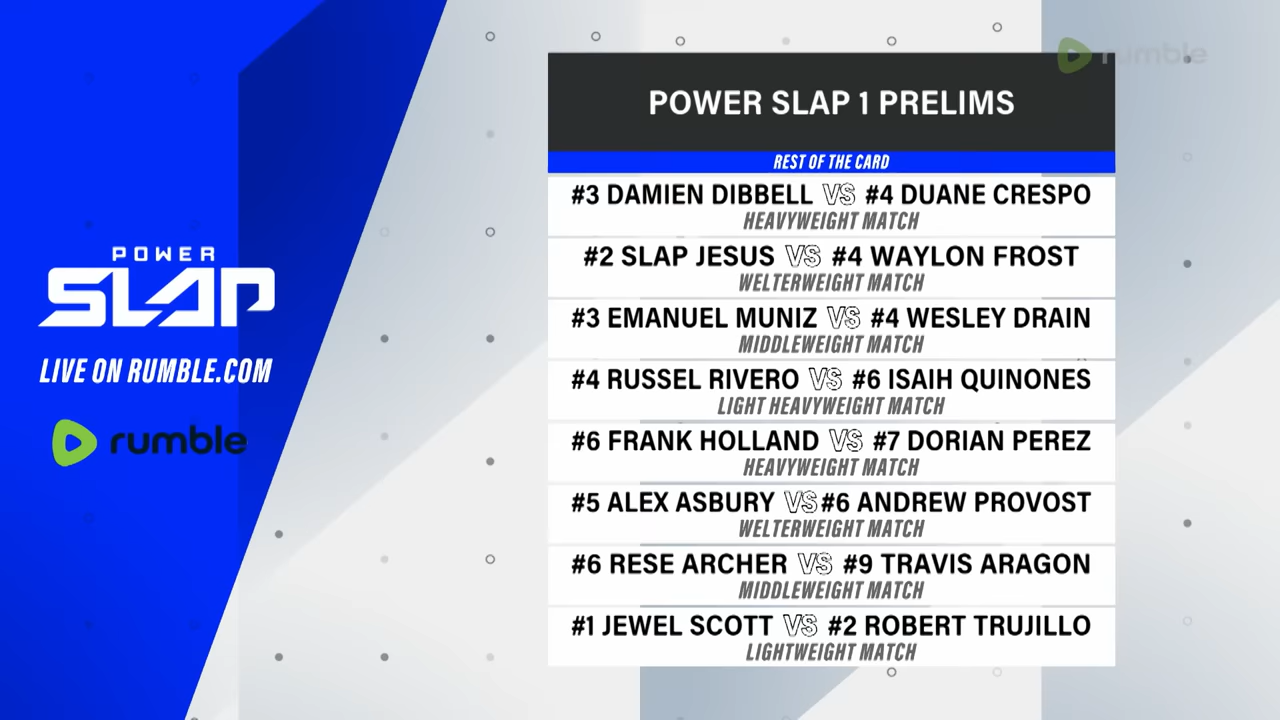 POWER
SLAP
LIVE ON RUMBLE.COM
rumble
rumble
POWER SLAP 1 PRELIMS
REST OF THE CARD
#3 DAMIEN DIBBELL VS #4 DUANE CRESPO
HEAVYWEIGHT MATCH
#2 SLAP JESUS VS #4 WAYLON FROST
WELTERWEIGHT MATCH
#3 EMANUEL MUNIZ VS #4 WESLEY DRAIN
MIDDLEWEIGHT MATCH
#4 RUSSEL RIVERO VS #6 ISAIH QUINONES
LIGHT HEAVYWEIGHT MATCH
#6 FRANK HOLLAND VS #7 DORIAN PEREZ
HEAVYWEIGHT MATCH
#5 ALEX ASBURY VS #6 ANDREW PROVOST
WELTERWEIGHT MATCH
#6 RESE ARCHER VS #9 TRAVIS ARAGON
MIDDLEWEIGHT MATCH
#1 JEWEL SCOTT VS #2 ROBERT TRUJILLO
LIGHTWEIGHT MATCH